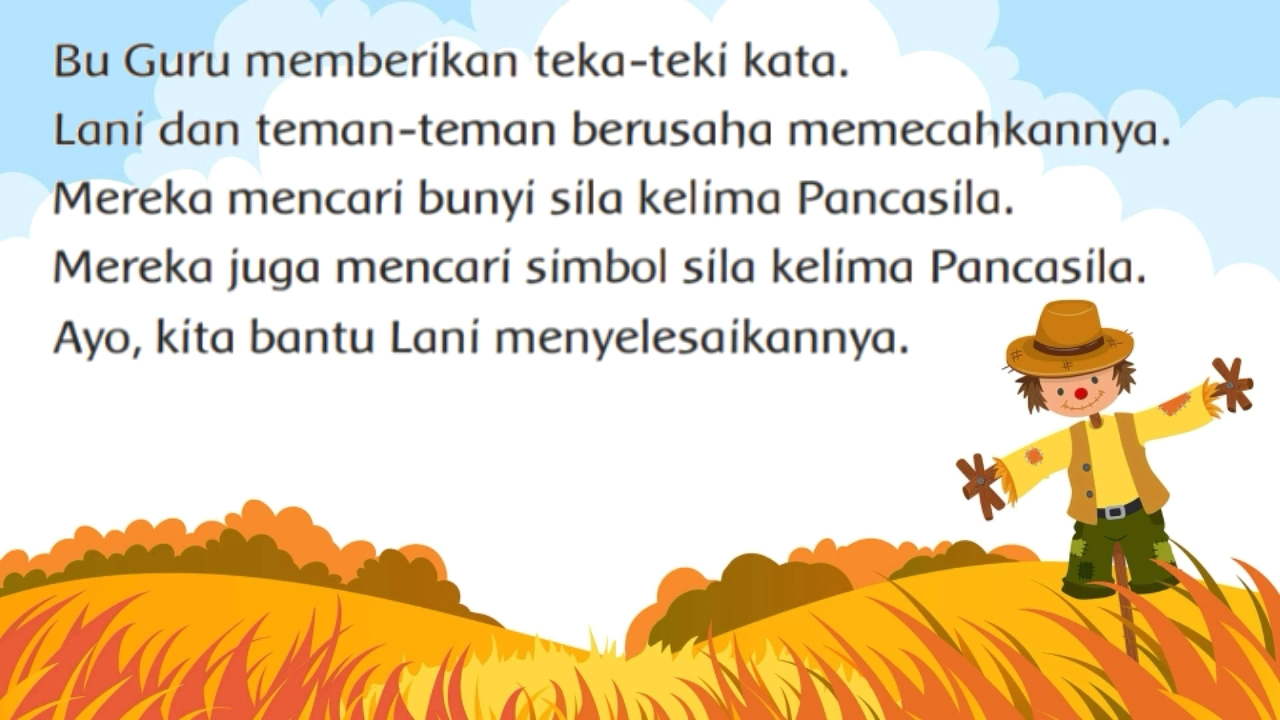 Bu Guru memberikan teka-teki kata.
Lani dan teman-teman berusaha memecahkannya.
Mereka mencari bunyi sila kelima Pancasila.
Mereka juga mencari simbol sila kelima Pancasila.
Ayo, kita bantu Lani menyelesaikannya.